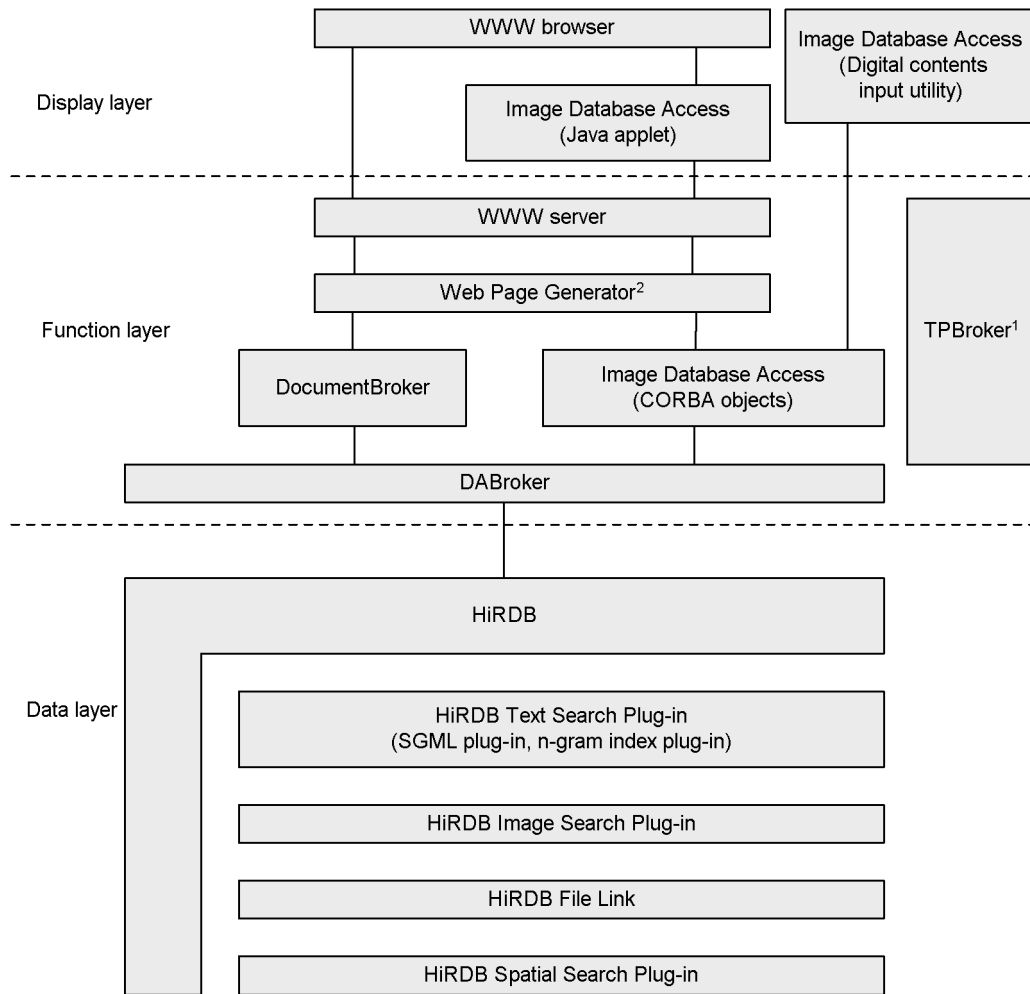 WWW browser
Image Database Access
(Digital contents
input utility)
Display layer
Image Database Access
(Java applet)
WWW server
Web Page Generator2
Function layer
TPBroker1
DocumentBroker
Image Database Access
(CORBA objects)
DABroker
HiRDB
Data layer
HiRDB Text Search Plug-in
(SGML plug-in, n-gram index plug-in)
HiRDB Image Search Plug-in
HiRDB File Link
HiRDB Spatial Search Plug-in